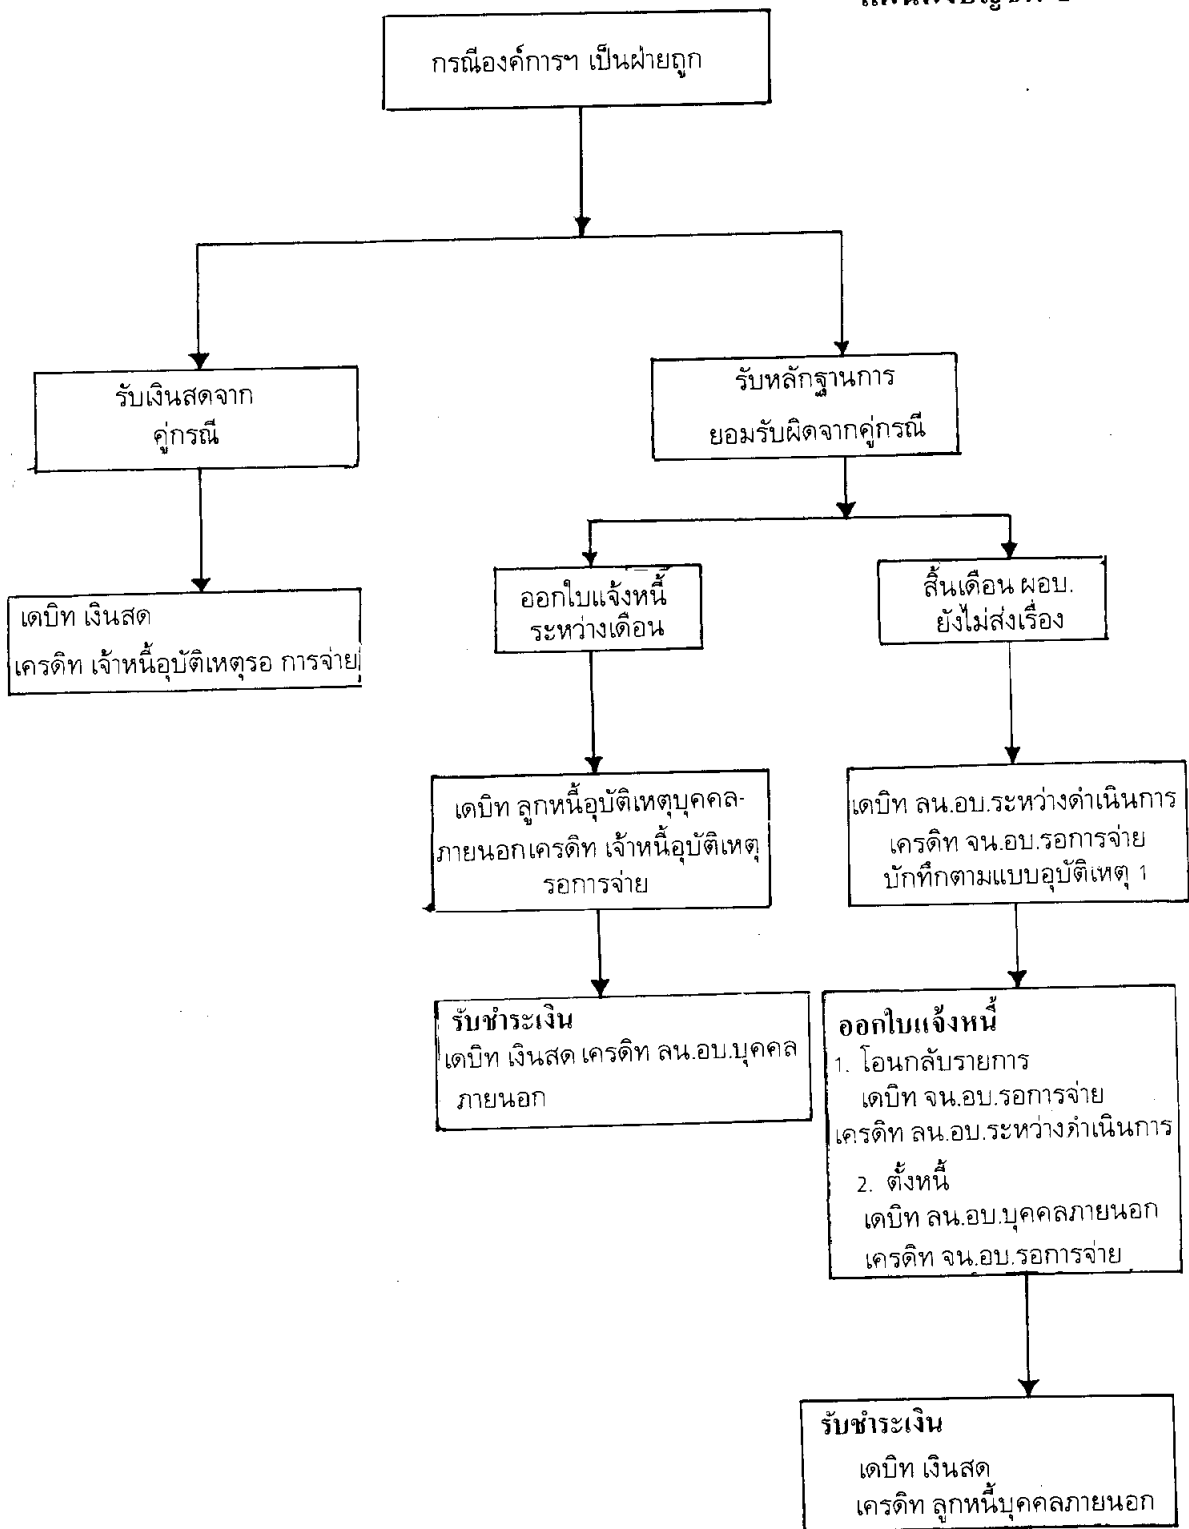 กรณีองค์การฯ เป็นฝ่ายถูก
รับเงินสดจาก
คู่กรณี
รับหลักฐานการ
ยอมรับผิดจากคู่กรณี
เดบิท เงินสด
เครดิท เจ้าหนี้อุบัติเหตุรอ การจ่าย
ออกใบแจ้งหนี้
ระหว่างเดือน
สิ้นเดือน ผอบ.
ยังไม่ส่งเรื่อง
เดบิท ลูกหนี้อุบัติเหตุบุคคล-
ภายนอกเครดิท เจ้าหนี้อุบัติเหตุ
รอการจ่าย
เดบิท ลน.อบ.ระหว่างดำเนินการ
เครดิท จน.อบ.รอการจ่าย
บักทึกตามแบบอุบัติเหตุ 1
รับชำระเงิน
เดบิท เงินสด เครดิท ลน.อบ.บุคคล
ภายนอก
ออกใบแจ้งหนี้
1. โอนกลับรายการ
เดบิท จน.อบ.รอการจ่าย
เครดิท ลน.อบ.ระหว่างดำเนินการ
2. ตั้งหนี้
เดบิท ลน.อบ.บุคคลภายนอก
เครดิท จน.อบ.รอการจ่าย
รับชำระเงิน
เดบิท เงินสด
เครดิท ลูกหนี้บุคคลภายนอก